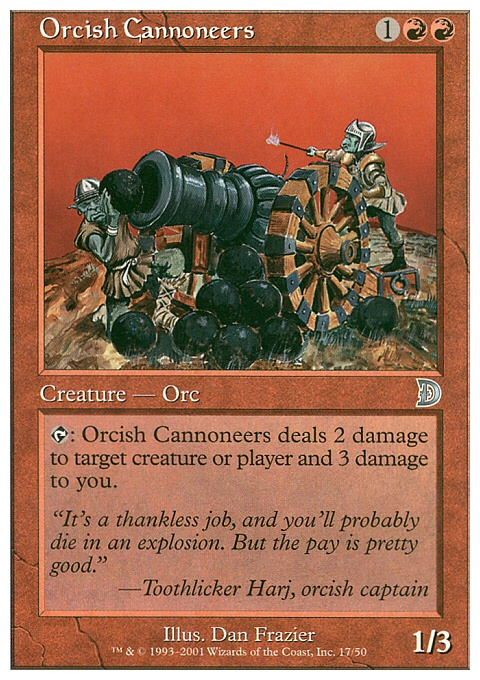 Orcish Cannoneers 1
Creature — Orc
: Orcish Cannoneers deals 2 damage
to target creature or player and 3 damage
to you.
“It’s a thankless job, and you’ll probably
die in an explosion. But the pay is pretty
good.”
—Toothlicker Harj, orcish captain
Illus. Dan Frazier
™ & © 1993–2001 Wizards of the Coast, Inc. 17/50
1/3